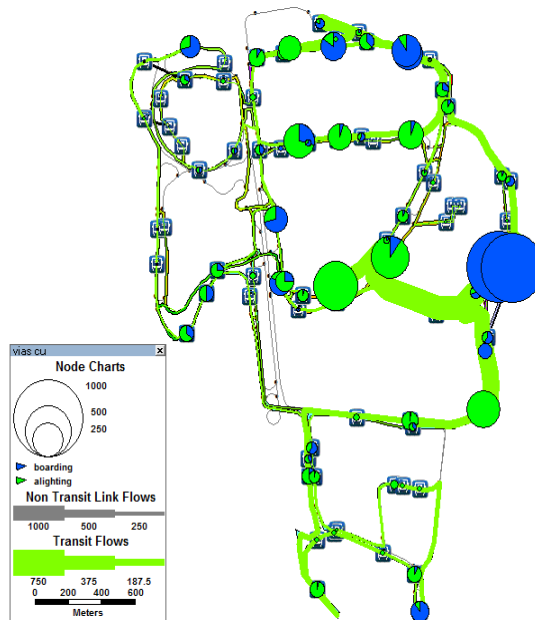 vias cu
Node Charts
1000
500
250
boarding
alighting
Non Transit Link Flows
1000 500 250
Transit Flows
750 375 187.5
0 200 400 600
Meters